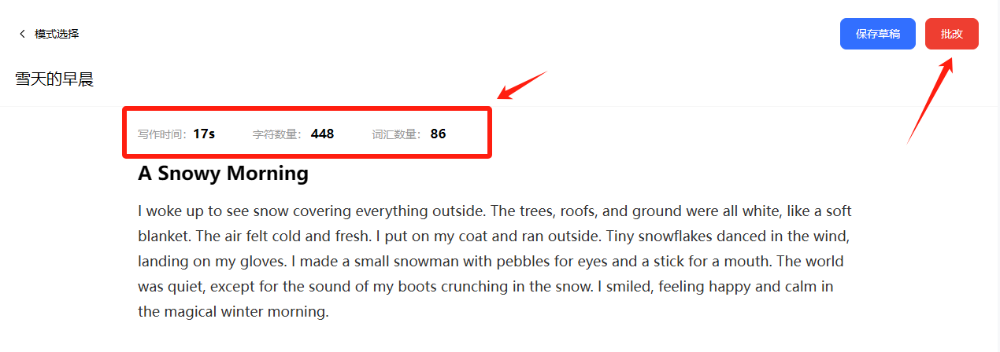 模式选择
保存草稿
批改
雪天的早晨
写作时间：17s 字符数量：448 词汇数量：86
A Snowy Morning
I woke up to see snow covering everything outside. The trees, roofs, and ground were all white, like a soft
blanket. The air felt cold and fresh. I put on my coat and ran outside. Tiny snowflakes danced in the wind,
landing on my gloves. I made a small snowman with pebbles for eyes and a stick for a mouth. The world
was quiet, except for the sound of my boots crunching in the snow. I smiled, feeling happy and calm in
the magical winter morning.